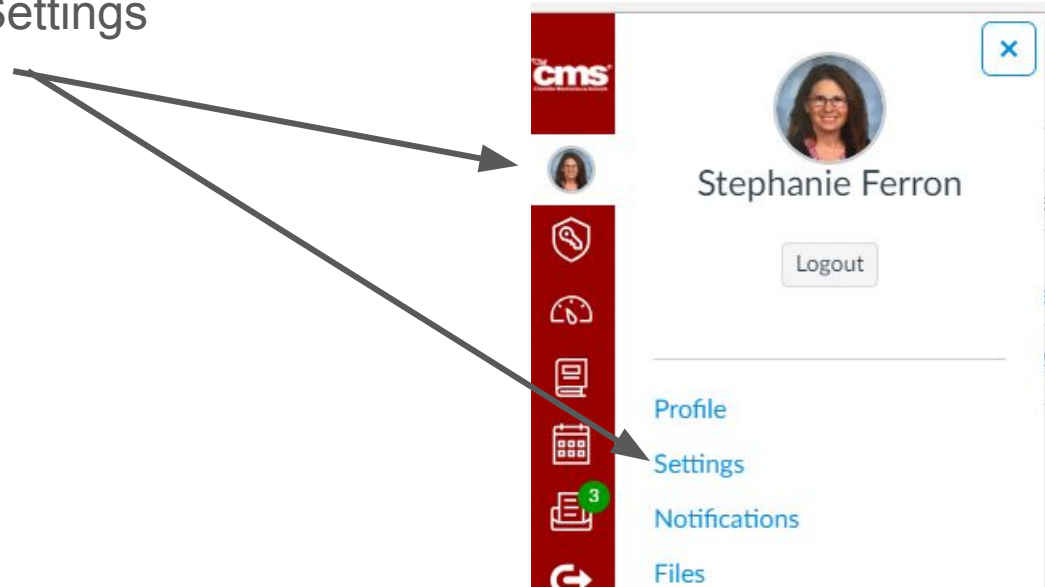 Settings
cms
Stephanie Ferron
Logout
Profile
Settings
Notifications
3
Files